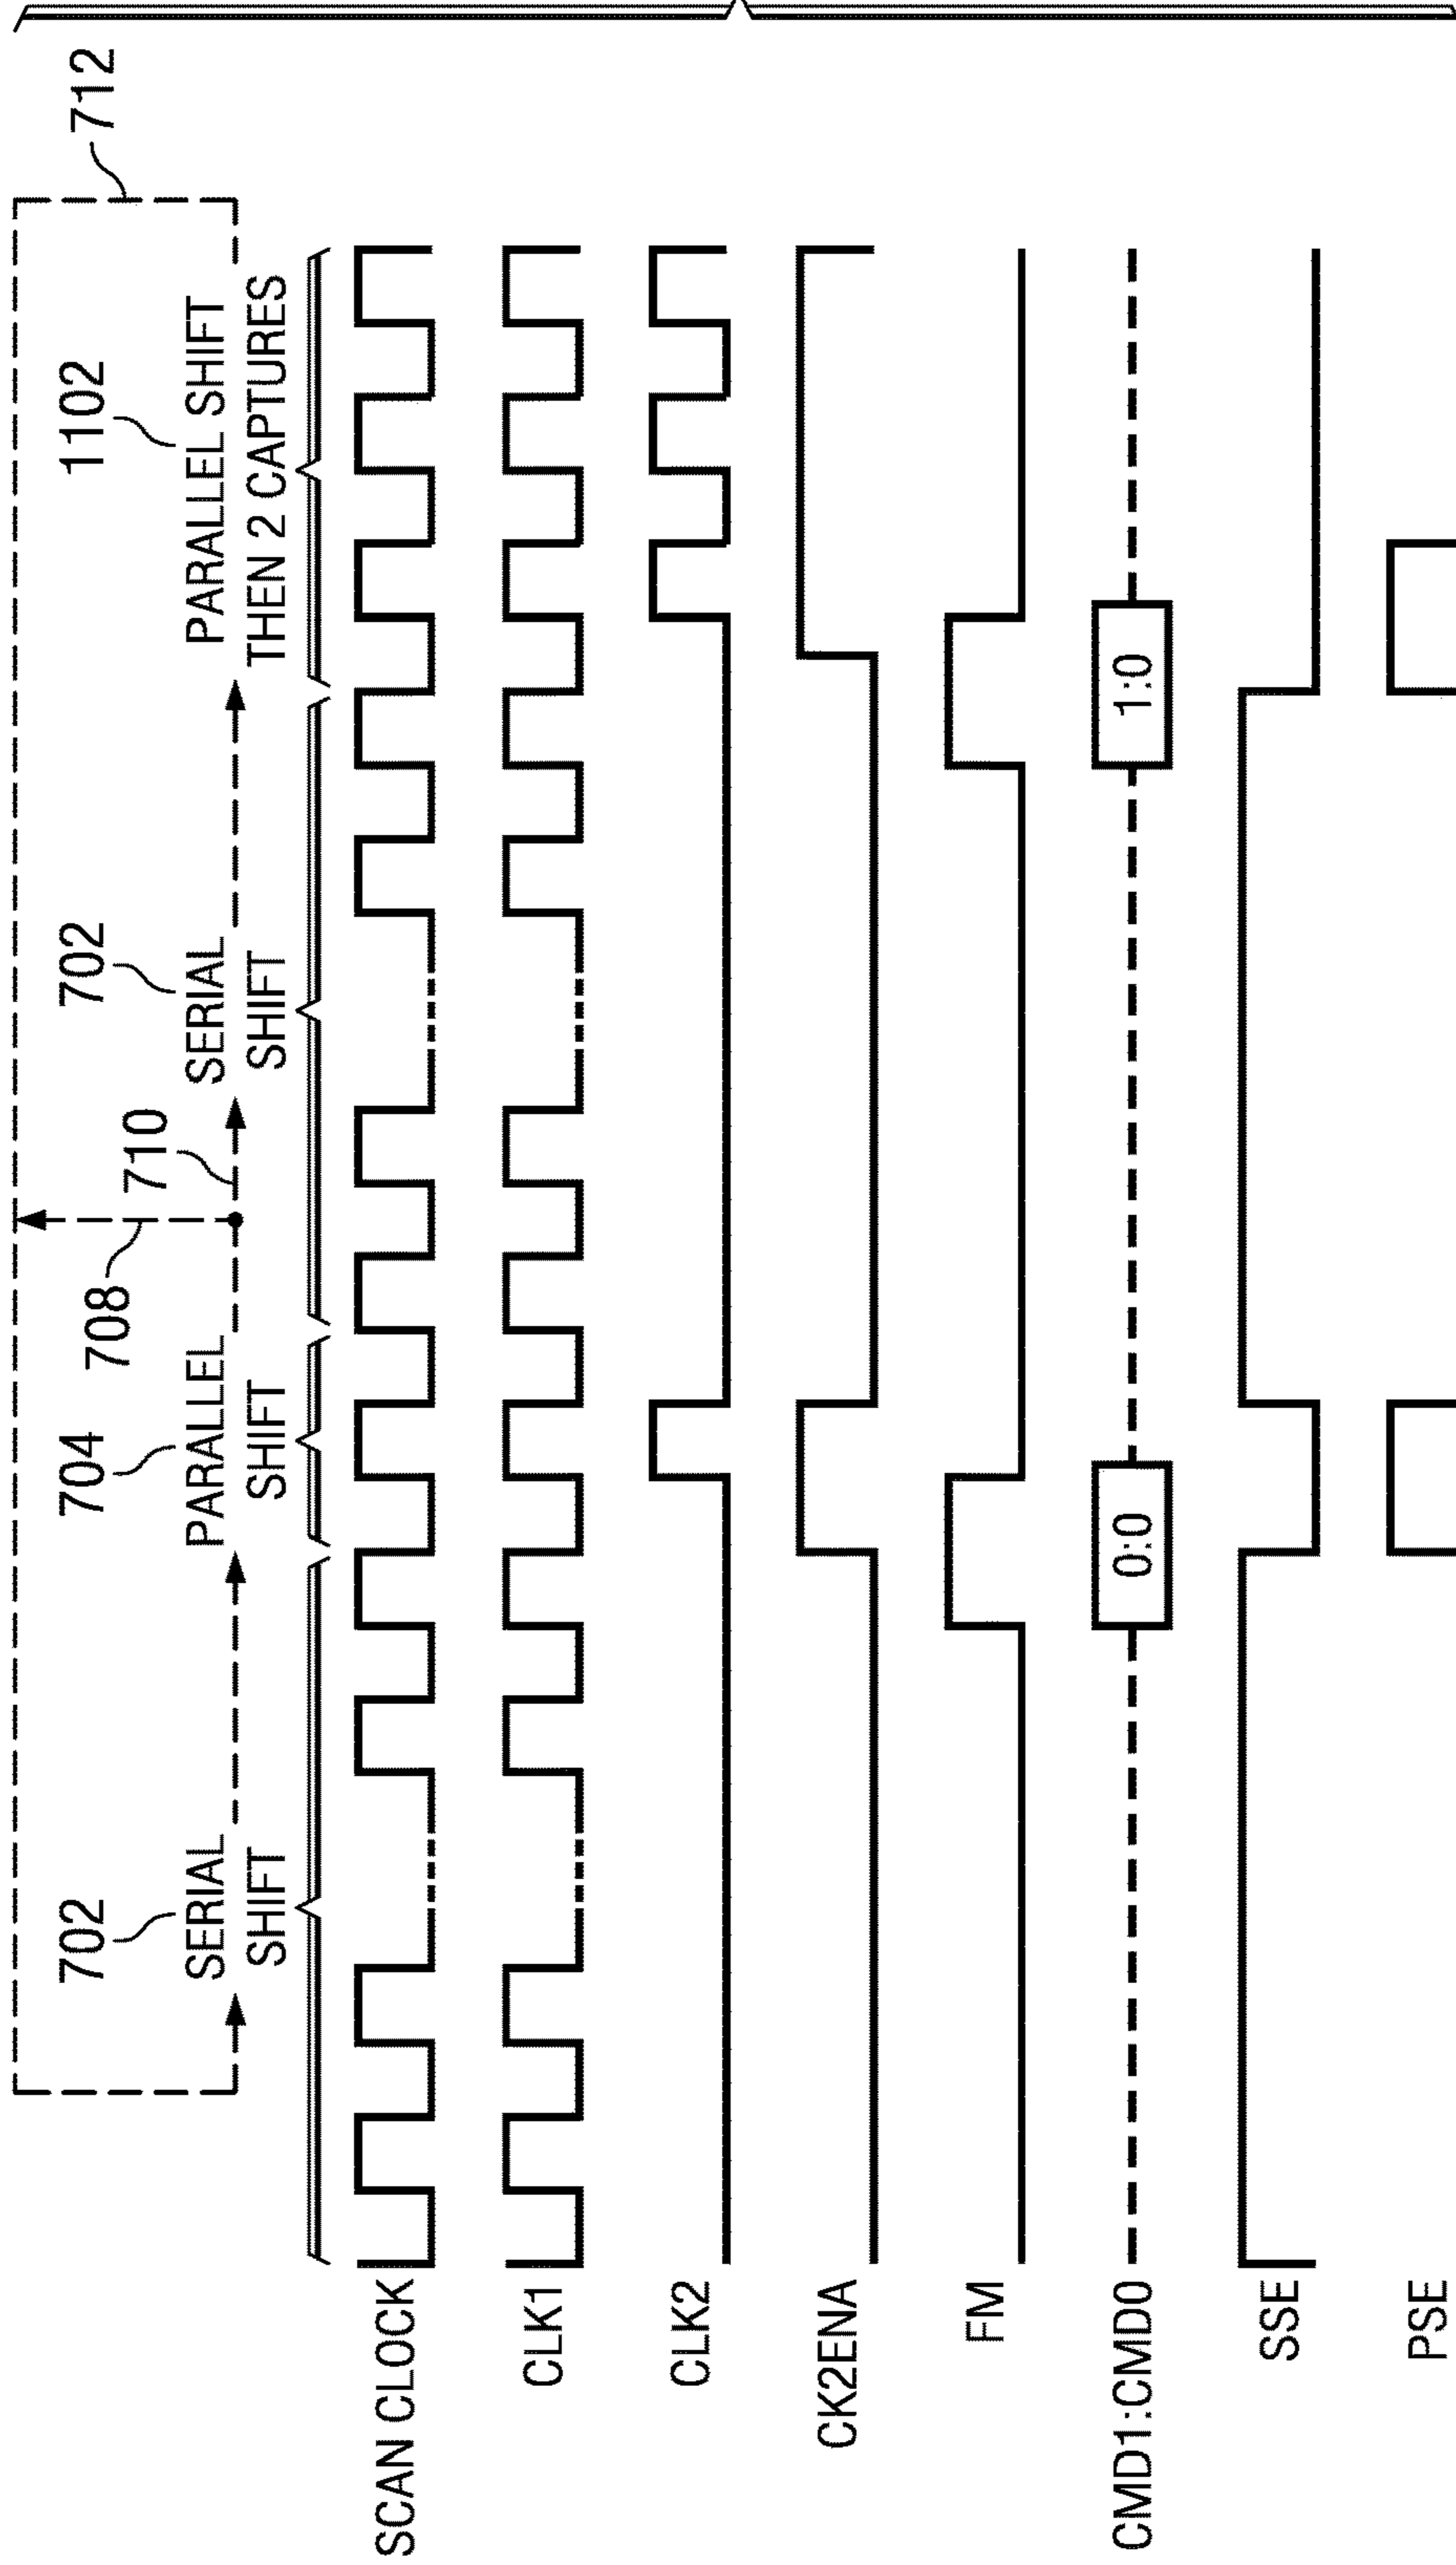 712
708
710
702
704
702
1102
SERIAL
SHIFT
PARALLEL
SHIFT
SERIAL
SHIFT
PARALLEL SHIFT
THEN 2 CAPTURES
SCAN CLOCK
CLK1
CLK2
CK2ENA
FM
CMD1:CMD0
0:0
1:0
SSE
PSE